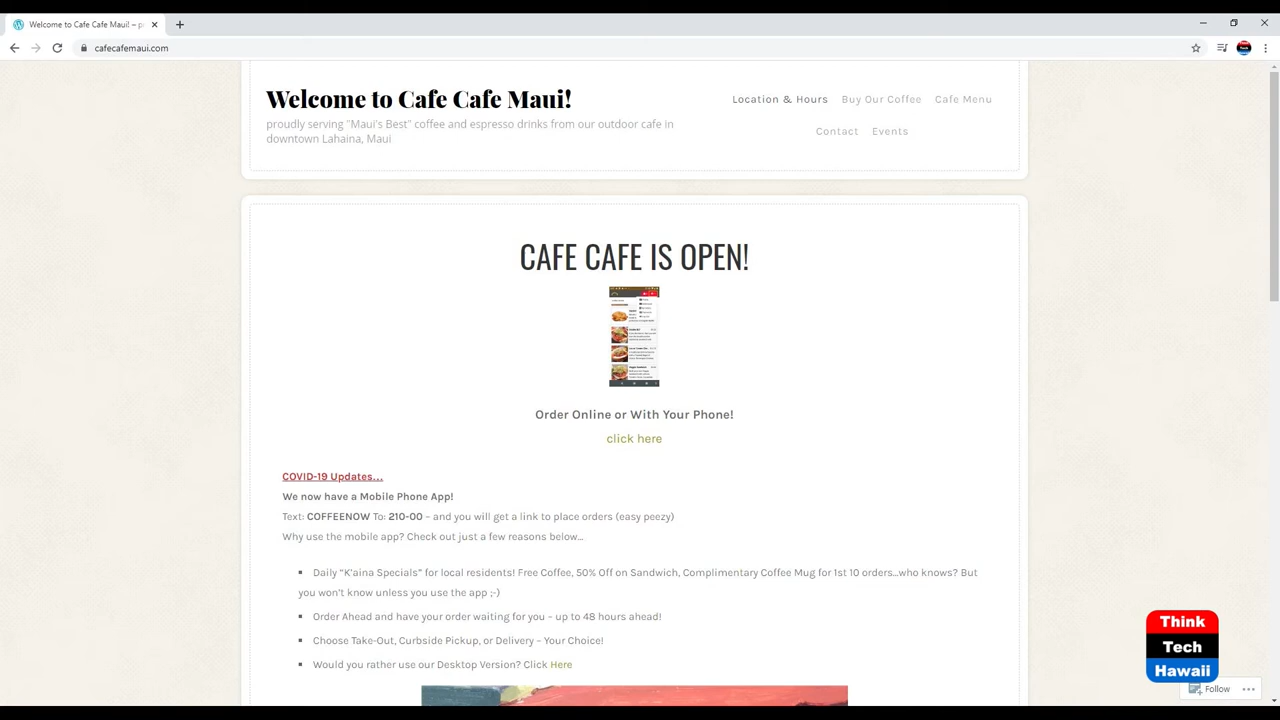 Welcome to Cafe Cafe Maui! – p
cafecafemaui.com
Welcome to Cafe Cafe Maui!
proudly serving "Maui's Best" coffee and espresso drinks from our outdoor cafe in
downtown Lahaina, Maui
Location & Hours Buy Our Coffee Cafe Menu
Contact Events
CAFE CAFE IS OPEN!
Order Online or With Your Phone!
click here
COVID-19 Updates…
We now have a Mobile Phone App!
Text: COFFEENOW To: 210-00 – and you will get a link to place orders (easy peezy)
Why use the mobile app? Check out just a few reasons below…
Daily “K’aina Specials” for local residents! Free Coffee, 50% Off on Sandwich, Complimentary Coffee Mug for 1st 10 orders…who knows? But
you won’t know unless you use the app ;-)
Order Ahead and have your order waiting for you – up to 48 hours ahead!
Choose Take-Out, Curbside Pickup, or Delivery – Your Choice!
Would you rather use our Desktop Version? Click Here
Think
Tech
Hawaii
Follow